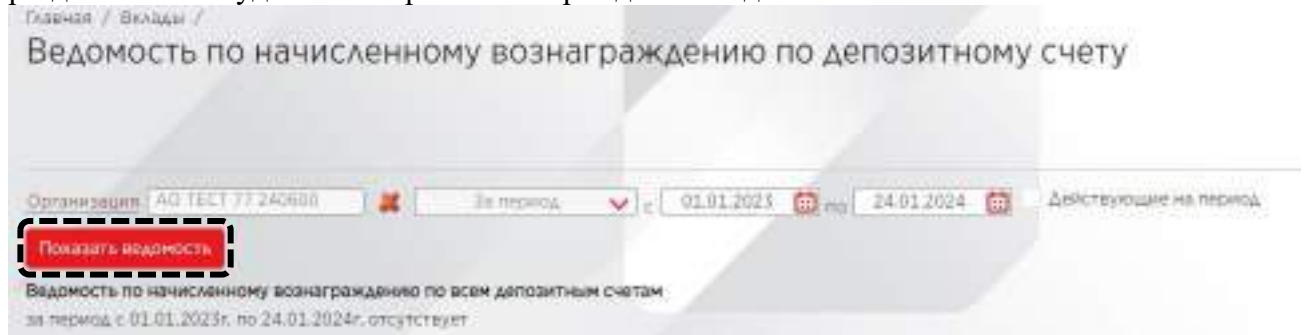 Главная / Вклады /
Ведомость по начисленному вознаграждению по депозитному счету
Организация АО ТЕСТ 77 240600 За период с 01.01.2023 по 24.01.2024 Действующие на период
Показать ведомость
Ведомость по начисленному вознаграждению по всем депозитным счетам
за период с 01.01.2023г. по 24.01.2024г. отсутствует